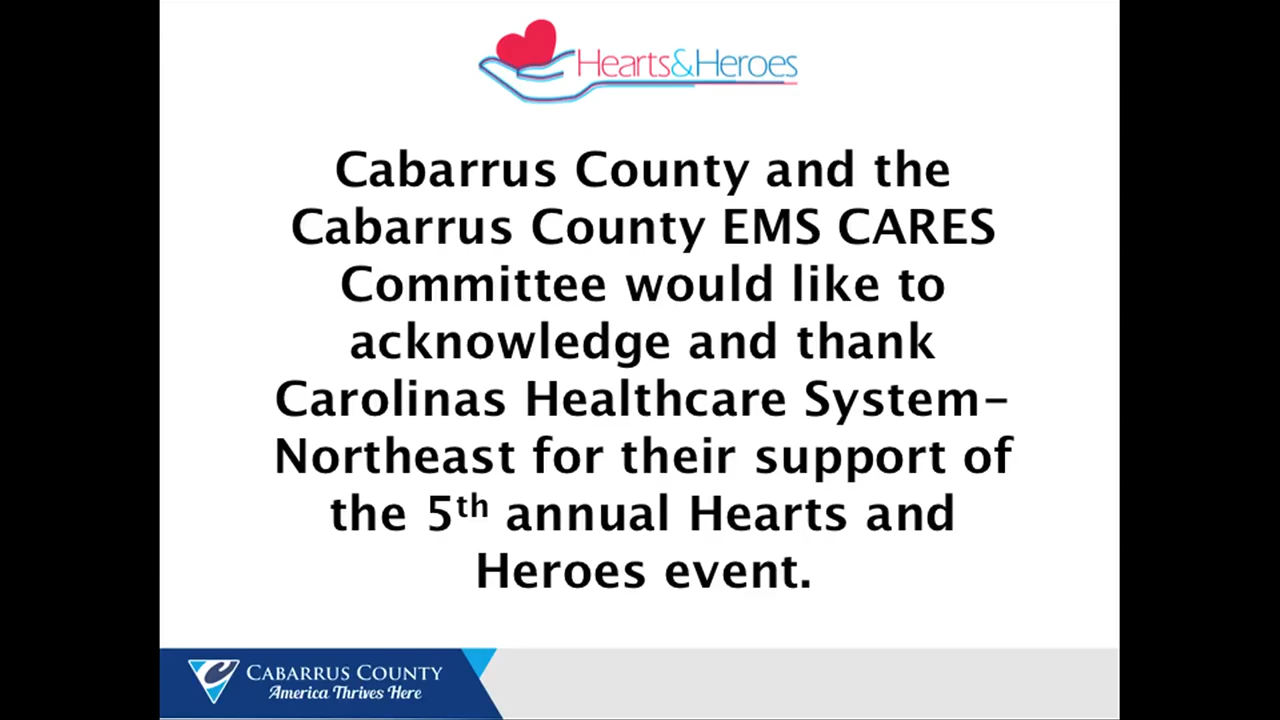 Hearts&Heroes
Cabarrus County and the
Cabarrus County EMS CARES
Committee would like to
acknowledge and thank
Carolinas Healthcare System–
Northeast for their support of
the 5th annual Hearts and
Heroes event.
CABARRUS COUNTY
America Thrives Here